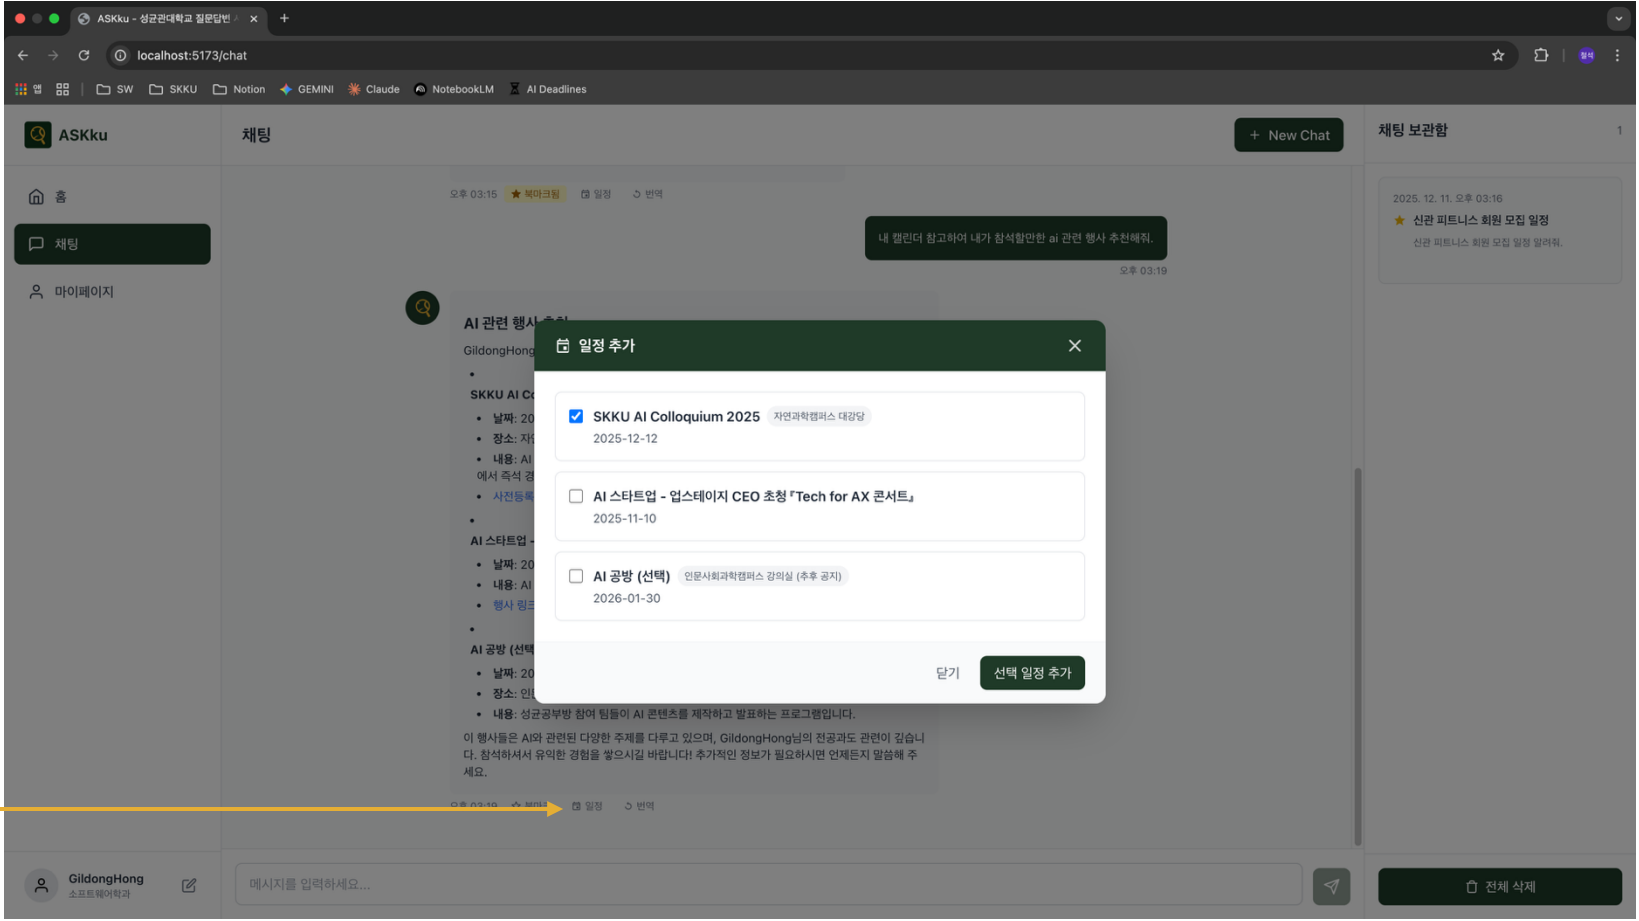 ASKku - 성균관대학교 질문답변 A
localhost:5173/chat
철석
앱
SW
SKKU
Notion
GEMINI
Claude
NotebookLM
AI Deadlines
ASKku
채팅
+ New Chat
채팅 보관함
1
홈
채팅
마이페이지
오후 03:15
북마크됨
일정
번역
내 캘린더 참고하여 내가 참석할만한 ai 관련 행사 추천해줘.
오후 03:19
2025. 12. 11. 오후 03:16
신관 피트니스 회원 모집 일정
신관 피트니스 회원 모집 일정 알려줘.
AI 관련 행사
GildongHong
SKKU AI Co
날짜: 20
장소: 자연
내용: AI
에서 즉석 경
사전등록
AI 스타트업 -
날짜: 20
내용: AI
행사 링크
AI 공방 (선택
날짜: 20
장소: 인문
내용: 성균공부방 참여 팀들이 AI 콘텐츠를 제작하고 발표하는 프로그램입니다.
이 행사들은 AI와 관련된 다양한 주제를 다루고 있으며, GildongHong님의 전공과도 관련이 깊습니
다. 참석하셔서 유익한 경험을 쌓으시길 바랍니다! 추가적인 정보가 필요하시면 언제든지 말씀해 주
세요.
오후 03:19
북마
일정
번역
일정 추가
SKKU AI Colloquium 2025 자연과학캠퍼스 대강당
2025-12-12
AI 스타트업 - 업스테이지 CEO 초청 『Tech for AX 콘서트』
2025-11-10
AI 공방 (선택) 인문사회과학캠퍼스 강의실 (추후 공지)
2026-01-30
닫기
선택 일정 추가
GildongHong
소프트웨어학과
메시지를 입력하세요...
전체 삭제